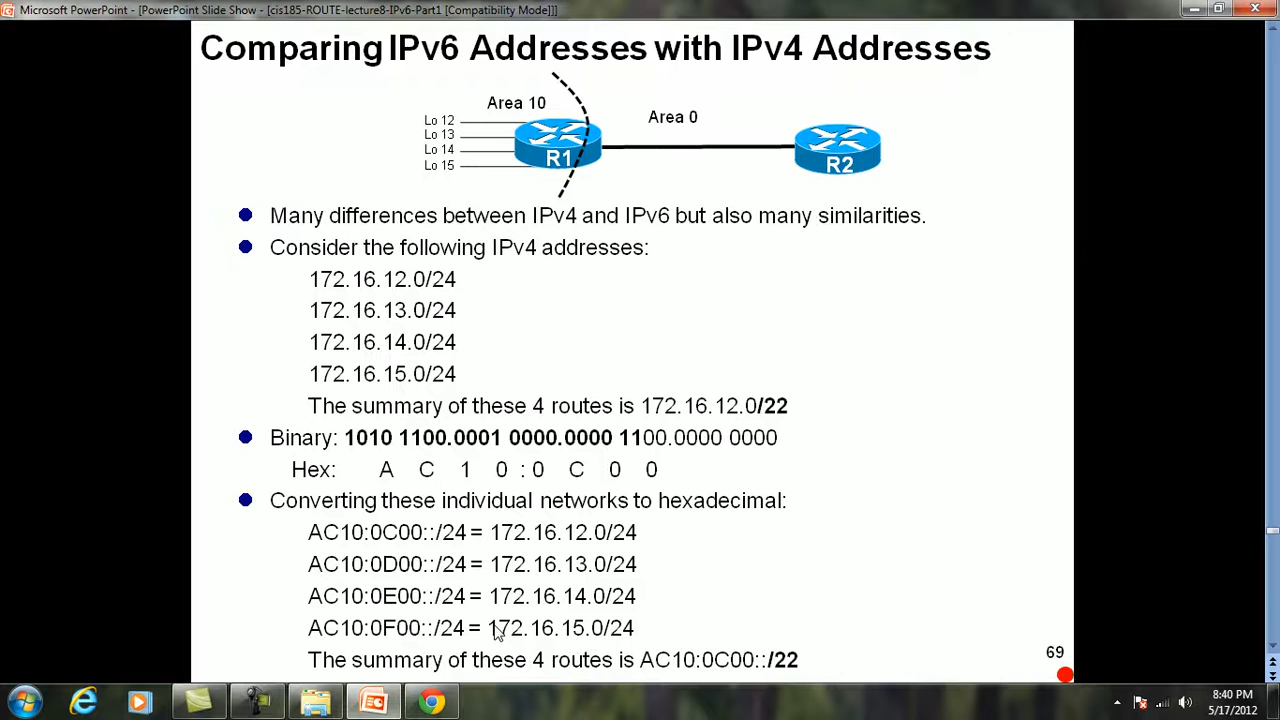 Microsoft PowerPoint - [PowerPoint Slide Show - [cis185-ROUTE-lecture8-IPv6-Part1 [Compatibility Mode]]]
Comparing IPv6 Addresses with IPv4 Addresses
Area 10
Area 0
Lo 12
Lo 13
Lo 14
Lo 15
R1
R2
Many differences between IPv4 and IPv6 but also many similarities.
Consider the following IPv4 addresses:
172.16.12.0/24
172.16.13.0/24
172.16.14.0/24
172.16.15.0/24
The summary of these 4 routes is 172.16.12.0/22
Binary: 1010 1100.0001 0000.0000 1100.0000 0000
Hex: A C 1 0 : 0 C 0 0
Converting these individual networks to hexadecimal:
AC10:0C00::/24 = 172.16.12.0/24
AC10:0D00::/24 = 172.16.13.0/24
AC10:0E00::/24 = 172.16.14.0/24
AC10:0F00::/24 = 172.16.15.0/24
The summary of these 4 routes is AC10:0C00::/22
69
8:40 PM
5/17/2012